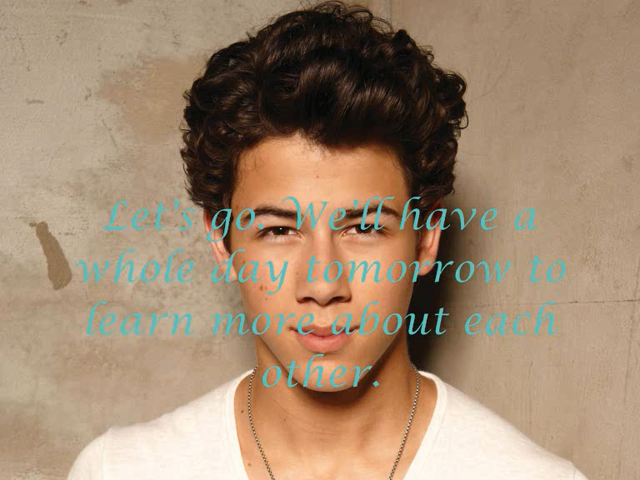 Let's go. We'll have a
whole day tomorrow to
learn more about each
other.